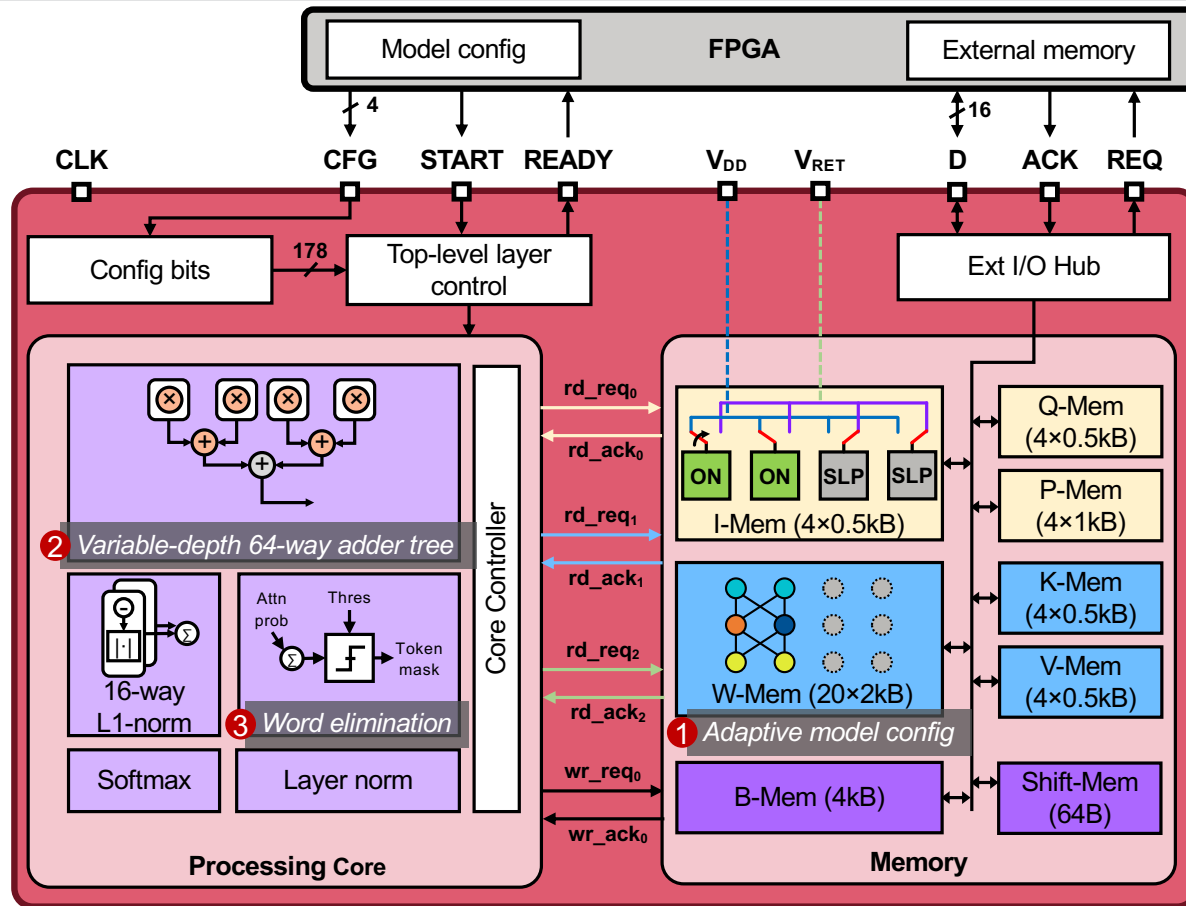 Model config
FPGA
External memory
4
16
CLK
CFG
START
READY
V_DD
V_RET
D
ACK
REQ
Config bits
178
Top-level layer
control
Ext I/O Hub
×
×
×
×
+
+
+
2 Variable-depth 64-way adder tree
−
|·|
Σ
16-way
L1-norm
Attn
prob
Thres
Σ
Token
mask
3 Word elimination
Softmax
Layer norm
Core Controller
Processing Core
rd_req₀
rd_ack₀
rd_req₁
rd_ack₁
rd_req₂
rd_ack₂
wr_req₀
wr_ack₀
ON
ON
SLP
SLP
I-Mem (4×0.5kB)
W-Mem (20×2kB)
1 Adaptive model config
B-Mem (4kB)
Q-Mem
(4×0.5kB)
P-Mem
(4×1kB)
K-Mem
(4×0.5kB)
V-Mem
(4×0.5kB)
Shift-Mem
(64B)
Memory